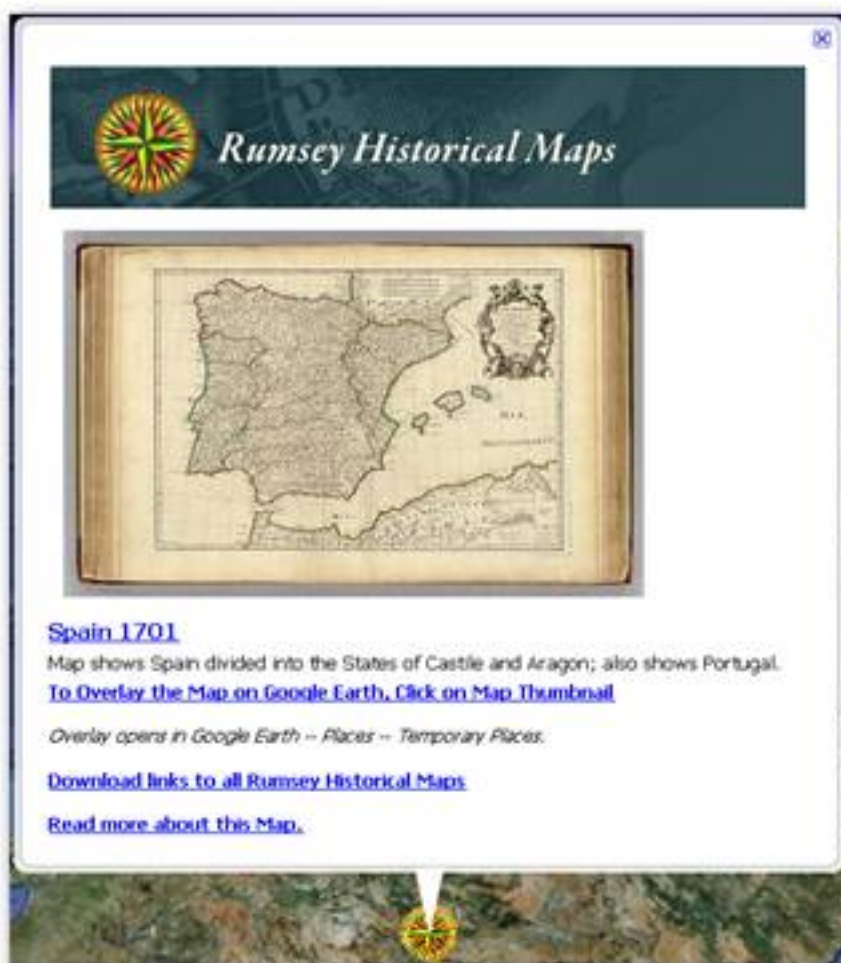 Rumsey Historical Maps
Spain 1701
Map shows Spain divided into the States of Castile and Aragon; also shows Portugal.
To Overlay the Map on Google Earth, Click on Map Thumbnail
Overlay opens in Google Earth -- Places -- Temporary Places.
Download links to all Rumsey Historical Maps
Read more about this Map.